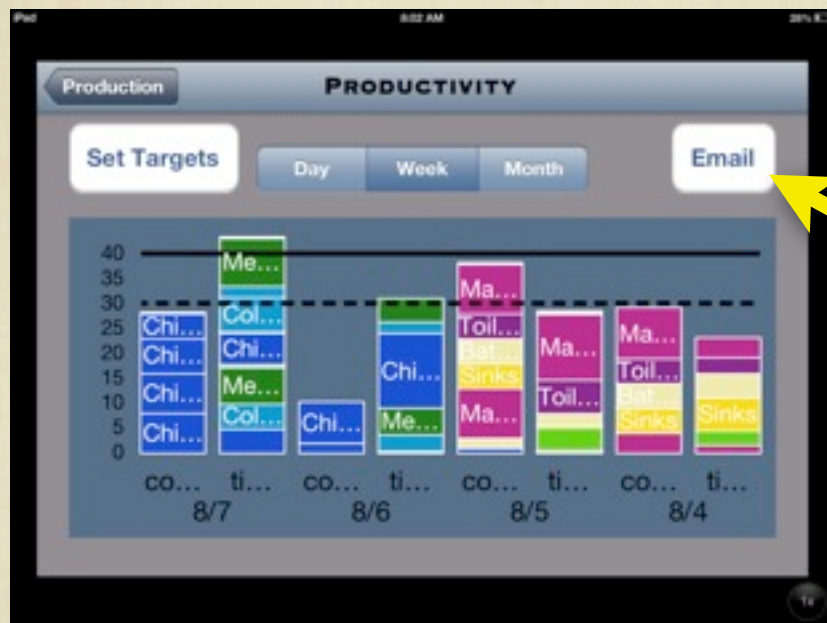 iPad 8:02 AM 28%
Production PRODUCTIVITY
Set Targets Day Week Month Email
40
35
30
25
20
15
10
5
0
Chi...
Chi...
Chi...
Chi...
Me...
Col...
Chi...
Me...
Col...
Chi...
Chi...
Me...
Ma...
Toil...
Bat...
Sinks
Ma...
Ma...
Toil...
Ma...
Toil...
Bat...
Sinks
Sinks
co... ti... co... ti... co... ti... co... ti...
8/7 8/6 8/5 8/4
1x